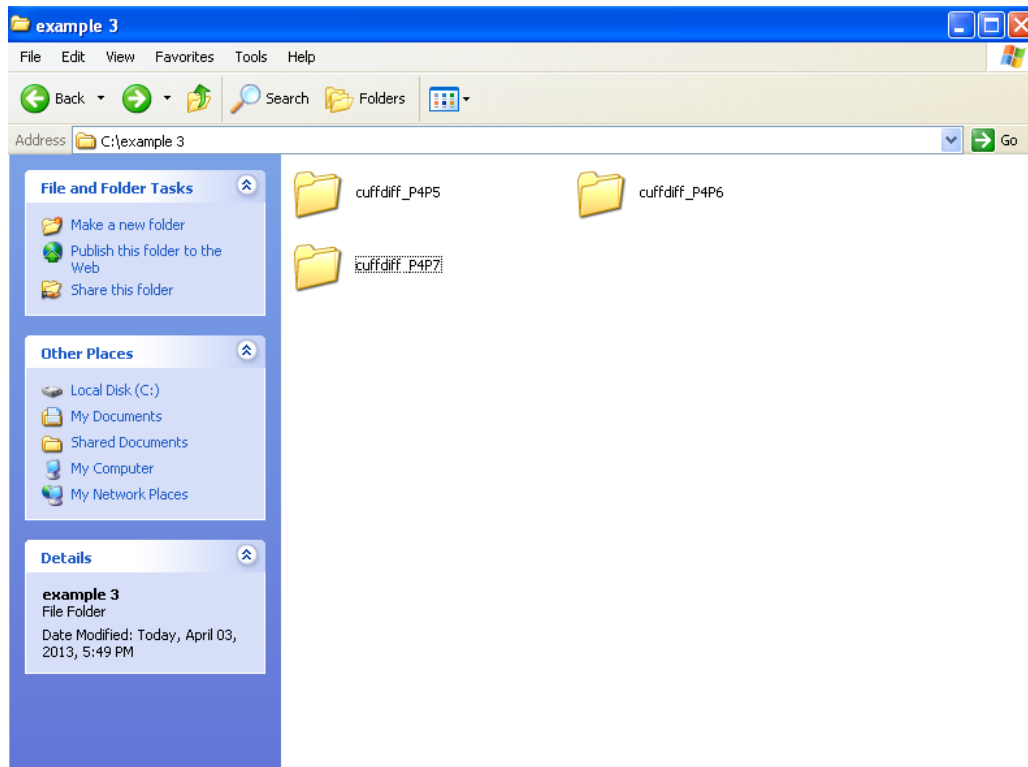 example 3
File Edit View Favorites Tools Help
Back Search Folders
Address C:\example 3 Go
File and Folder Tasks
Make a new folder
Publish this folder to the
Web
Share this folder
Other Places
Local Disk (C:)
My Documents
Shared Documents
My Computer
My Network Places
Details
example 3
File Folder
Date Modified: Today, April 03,
2013, 5:49 PM
cuffdiff_P4P5 cuffdiff_P4P6
cuffdiff_P4P7